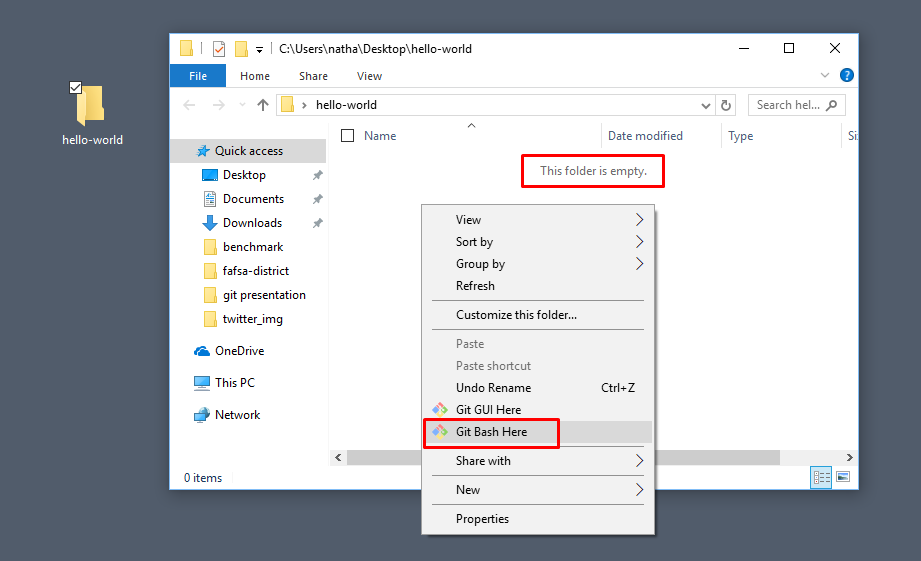 hello-world
C:\Users\natha\Desktop\hello-world
File Home Share View
hello-world
Search hel...
Name Date modified Type Si
This folder is empty.
Quick access
Desktop
Documents
Downloads
benchmark
fafsa-district
git presentation
twitter_img
OneDrive
This PC
Network
0 items
View
Sort by
Group by
Refresh
Customize this folder...
Paste
Paste shortcut
Undo Rename Ctrl+Z
Git GUI Here
Git Bash Here
Share with
New
Properties